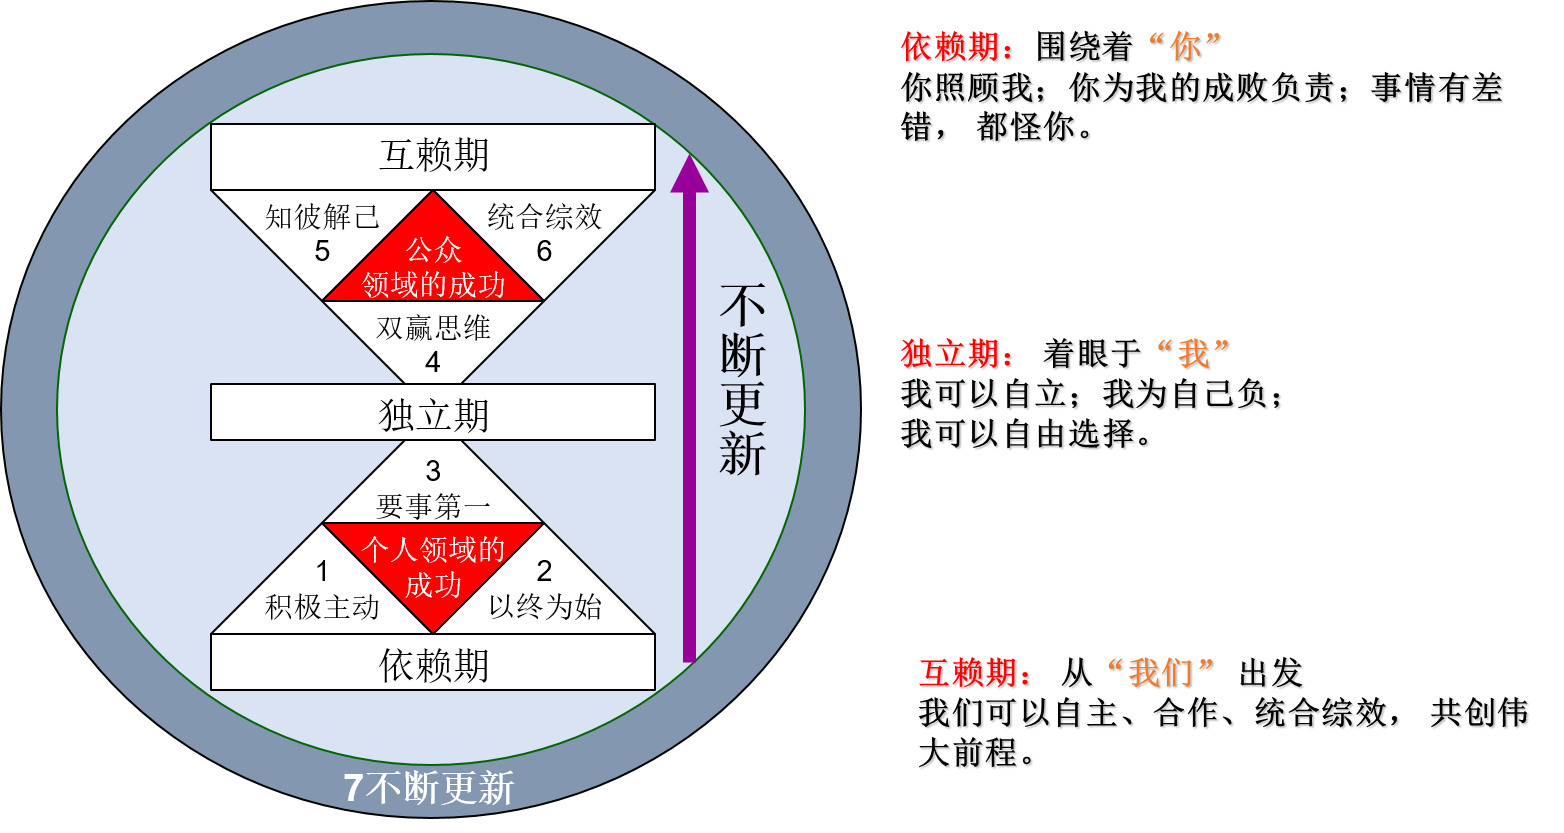 互赖期
知彼解己
5
统合综效
6
公众
领域的成功
双赢思维
4
独立期
3
要事第一
个人领域的
成功
1
积极主动
2
以终为始
依赖期
不断更新
7不断更新
依赖期：围绕着“你”
你照顾我；你为我的成败负责；事情有差
错， 都怪你。
独立期： 着眼于“我”
我可以自立；我为自己负；
我可以自由选择。
互赖期： 从“我们” 出发
我们可以自主、合作、统合综效， 共创伟
大前程。